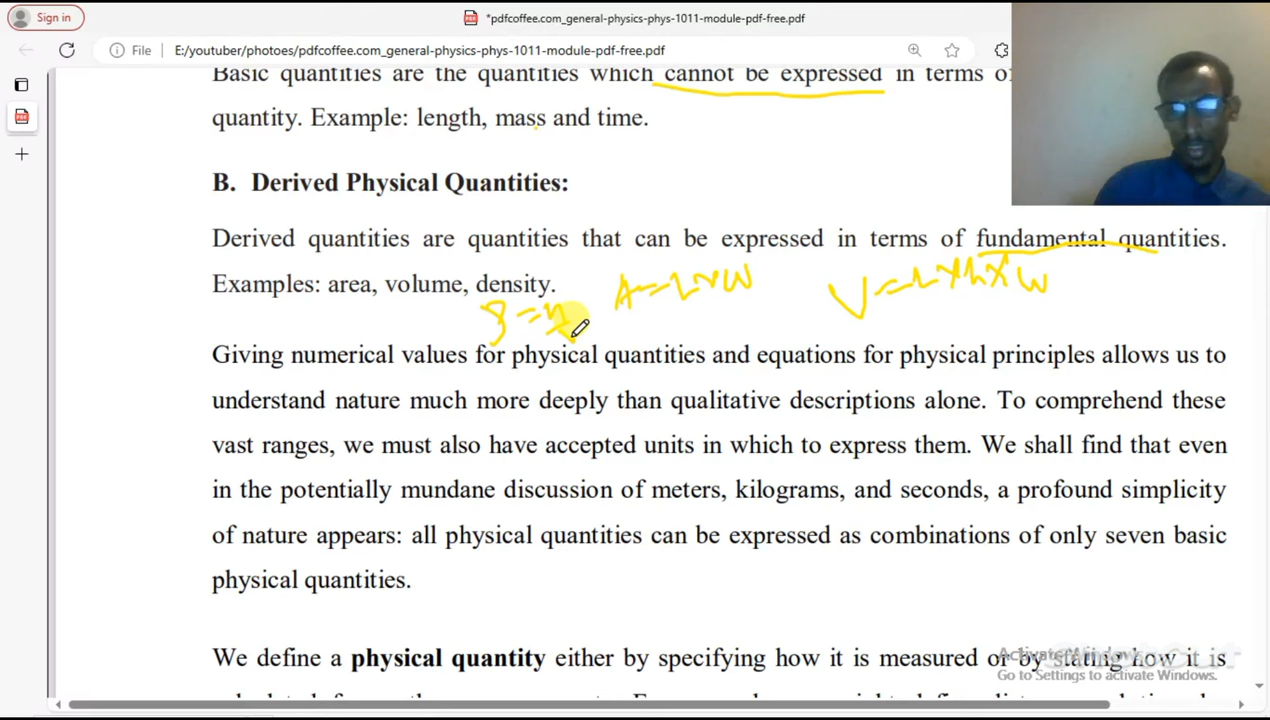 Sign in
*pdfcoffee.com_general-physics-phys-1011-module-pdf-free.pdf
File E:/youtuber/photoes/pdfcoffee.com_general-physics-phys-1011-module-pdf-free.pdf
Basic quantities are the quantities which cannot be expressed in terms of
quantity. Example: length, mass and time.
B. Derived Physical Quantities:
Derived quantities are quantities that can be expressed in terms of fundamental quantities.
Examples: area, volume, density.
A=L×W
V=L×h×W
Giving numerical values for physical quantities and equations for physical principles allows us to
understand nature much more deeply than qualitative descriptions alone. To comprehend these
vast ranges, we must also have accepted units in which to express them. We shall find that even
in the potentially mundane discussion of meters, kilograms, and seconds, a profound simplicity
of nature appears: all physical quantities can be expressed as combinations of only seven basic
physical quantities.
We define a physical quantity either by specifying how it is measured or by stating how it is
Activate Windows
Go to Settings to activate Windows.